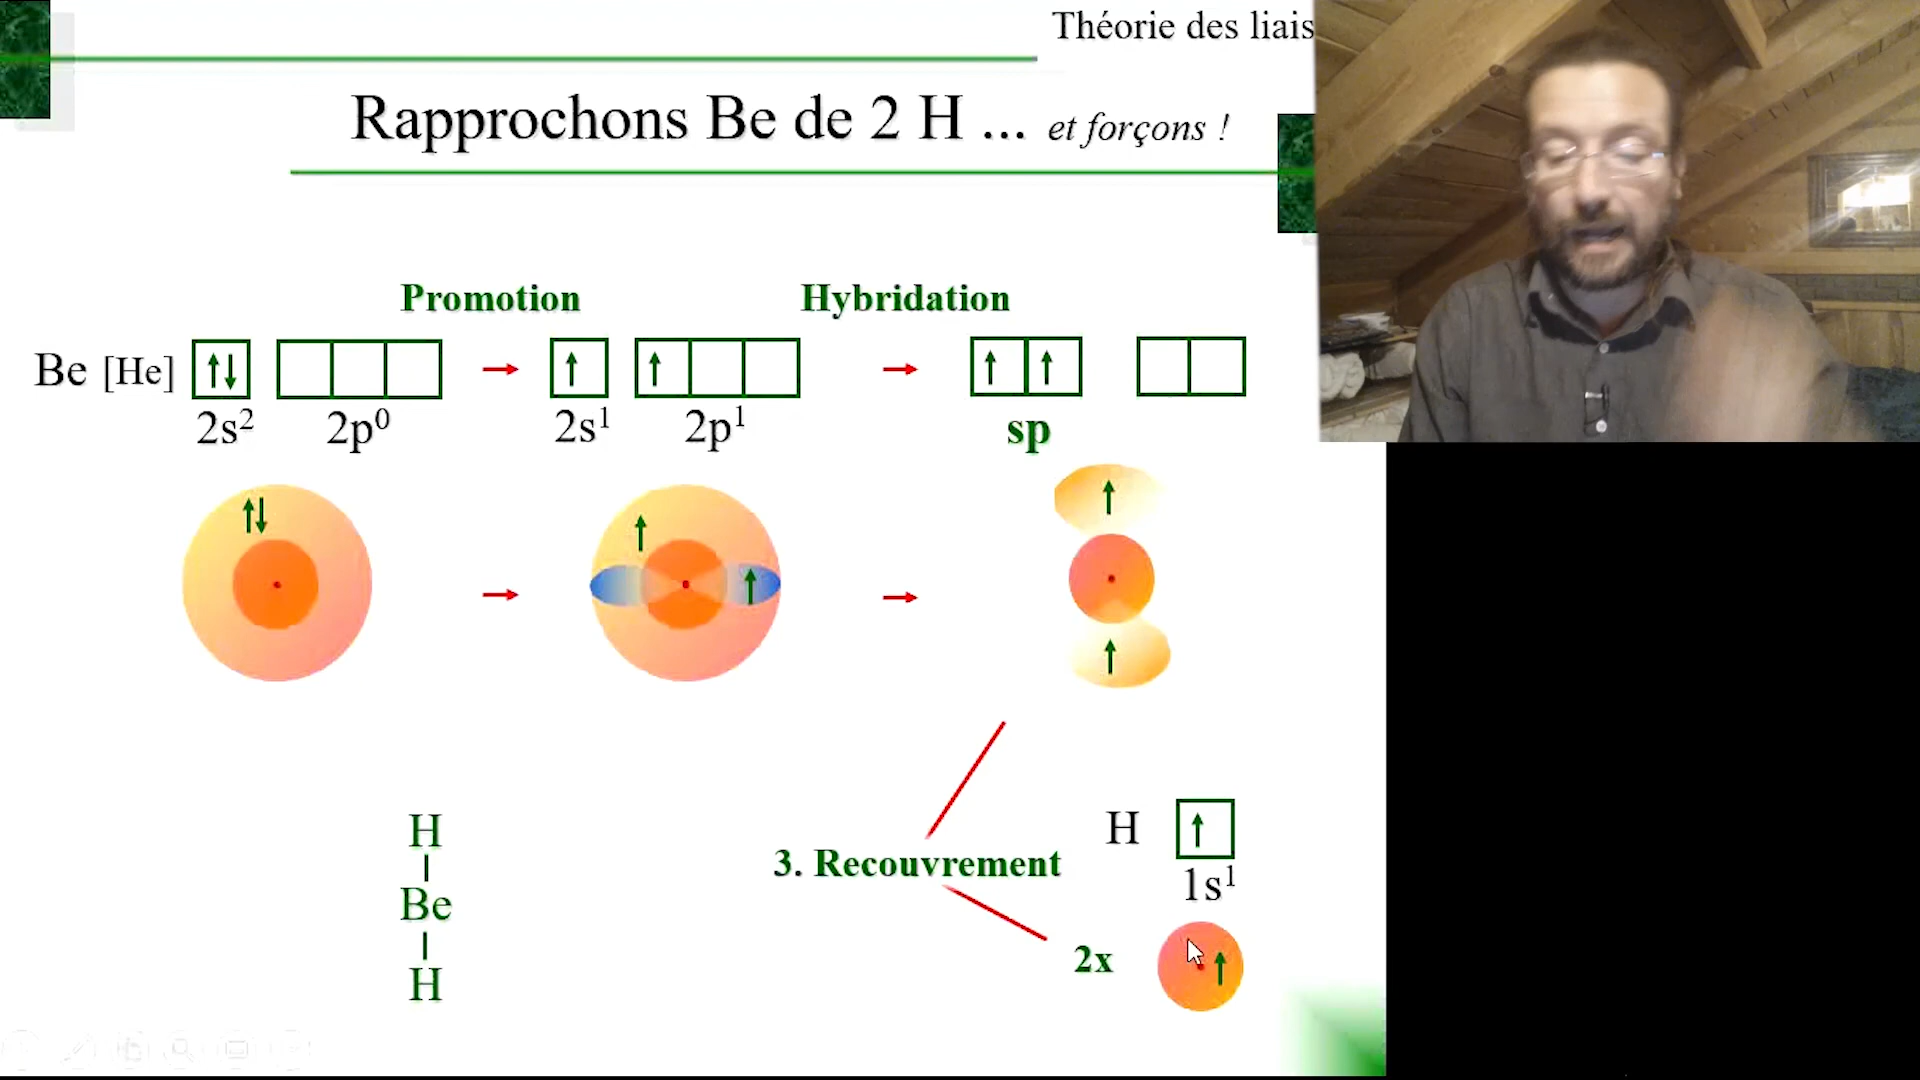 Théorie des liais
Rapprochons Be de 2 H ... et forçons !
Promotion Hybridation
Be [He] ↑↓ → ↑ ↑ → ↑ ↑
2s² 2p⁰ 2s¹ 2p¹ sp
↑↓ ↑ ↑ ↑
↑
H
Be
H
3. Recouvrement
H ↑
1s¹
2x ↑